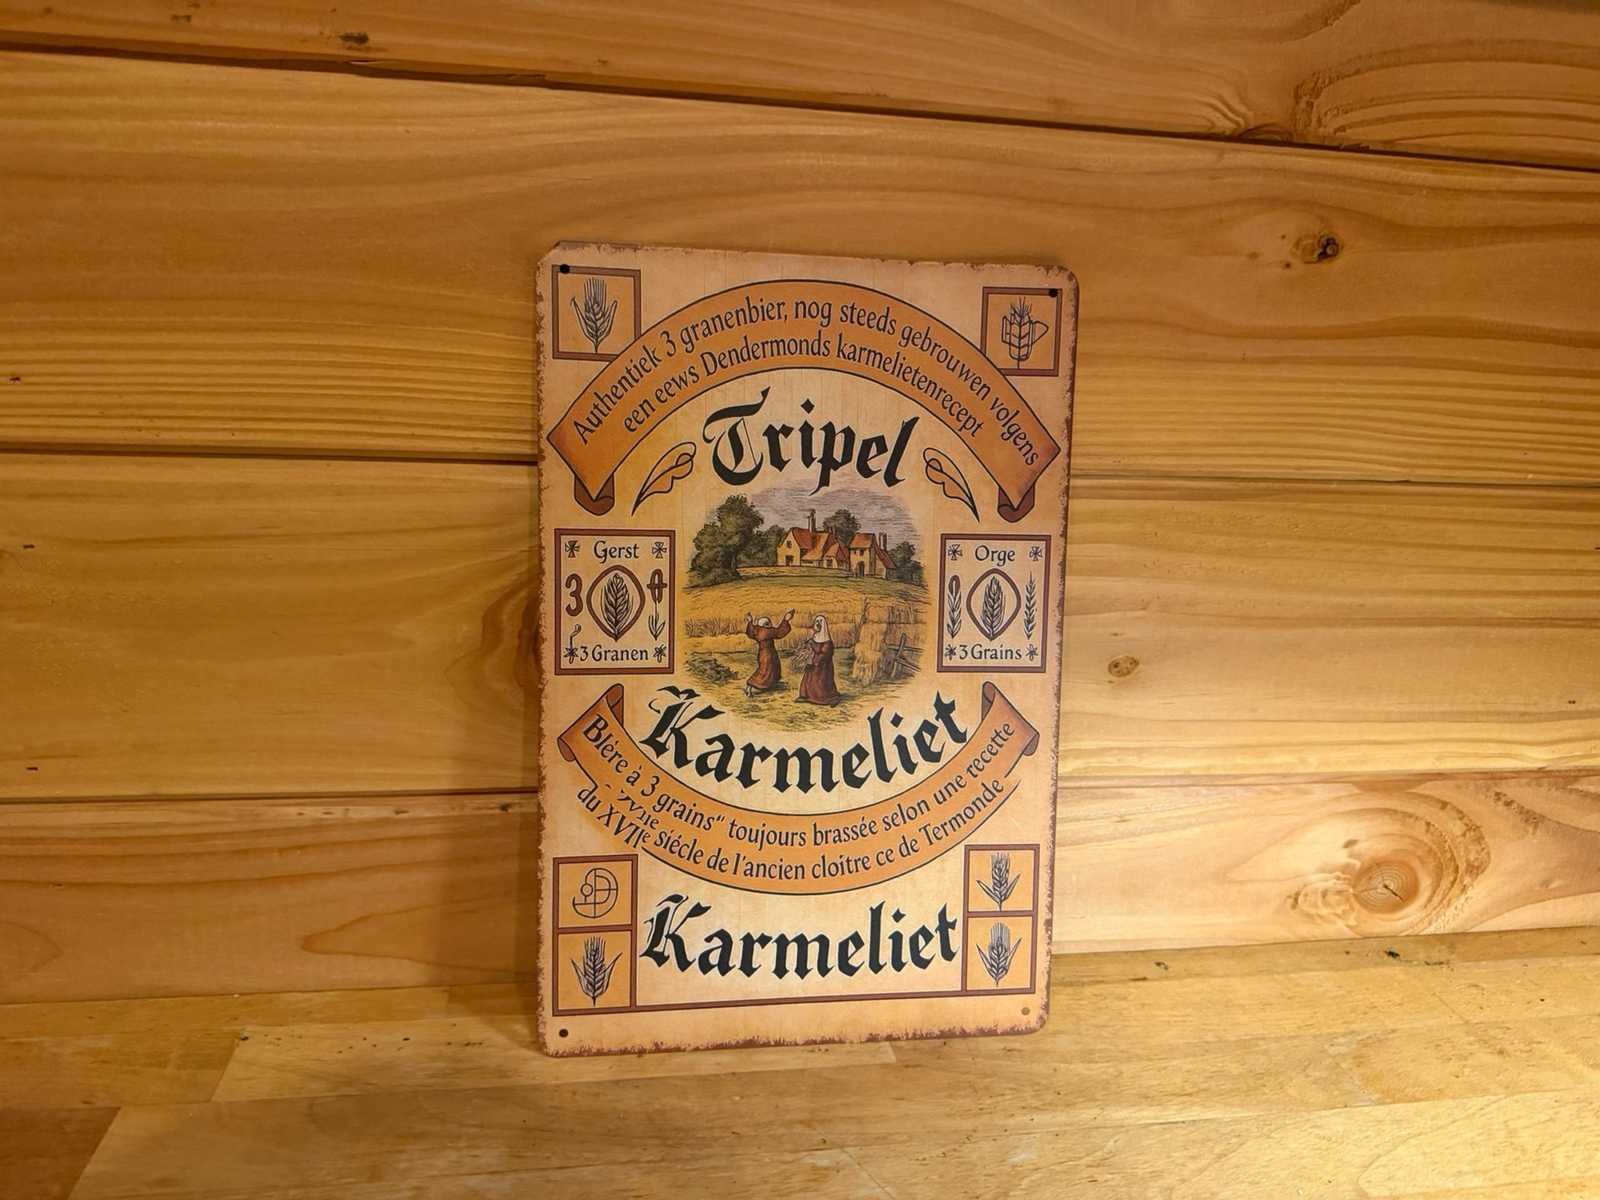 Authentiek 3 granenbier, nog steeds gebrouwen volgens
een eews Dendermonds karmelietenrecept
Tripel
Gerst
3
3 Granen
Orge
3 Grains
Karmeliet
Bière à 3 grains“ toujours brassée selon une recette
du XVIIe siécle de l'ancien cloitre ce de Termonde
Karmeliet